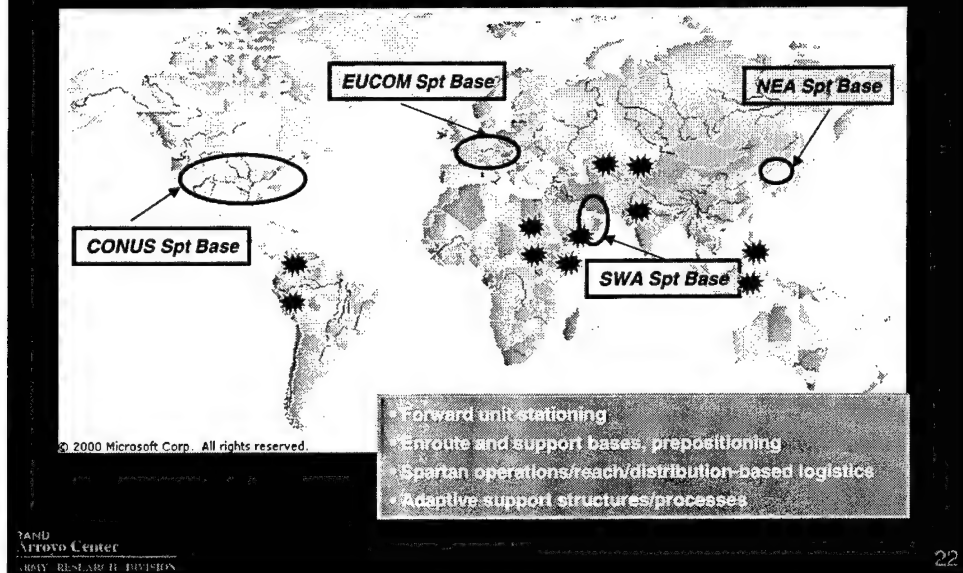 EUCOM Spt Base
NEA Spt Base
CONUS Spt Base
SWA Spt Base
• Forward unit stationing
• Enroute and support bases, prepositioning
• Spartan operations/reach/distribution-based logistics
• Adaptive support structures/processes
© 2000 Microsoft Corp. All rights reserved.
RAND
Arroyo Center
ARMY RESEARCH DIVISION
22